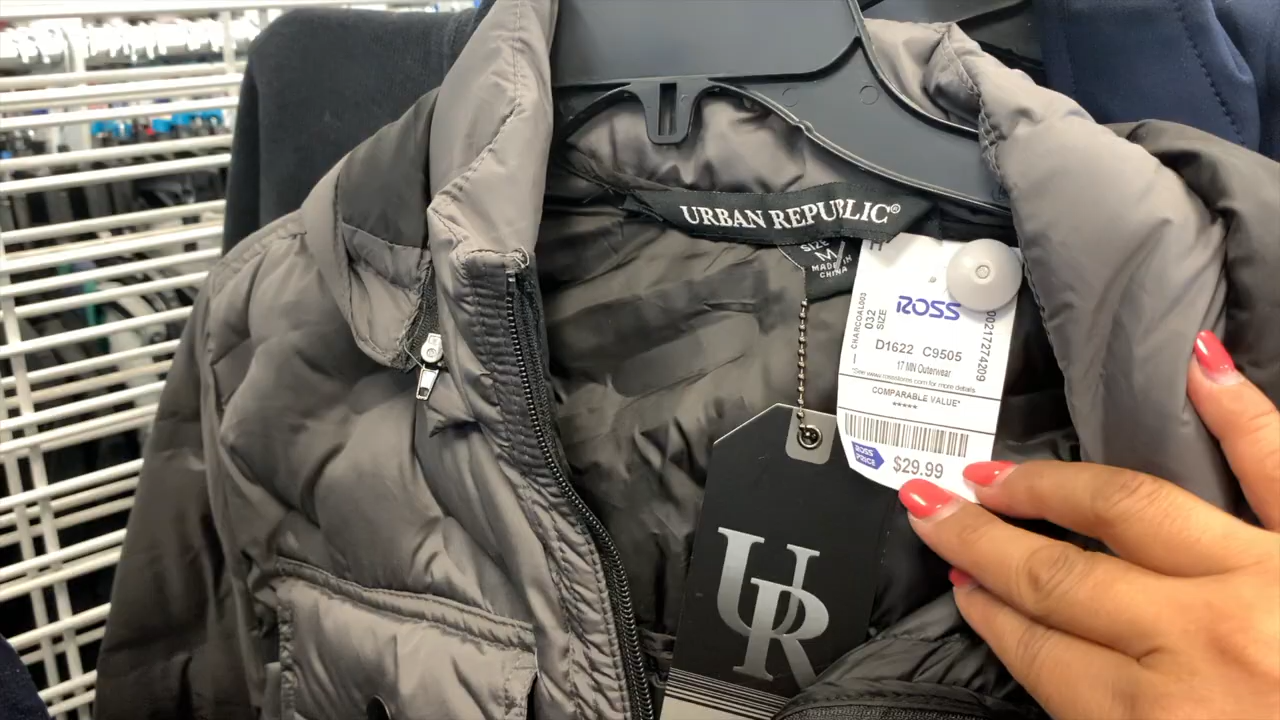 URBAN REPUBLIC®
SIZE
M
MADE IN
CHINA
ROSS
CHARCOAL003
032
SIZE
00217274209
D1622 C9505
17 MN Outerwear
*See www.rossstores.com for more details
COMPARABLE VALUE*
*****
ROSS
PRICE
$29.99
UR